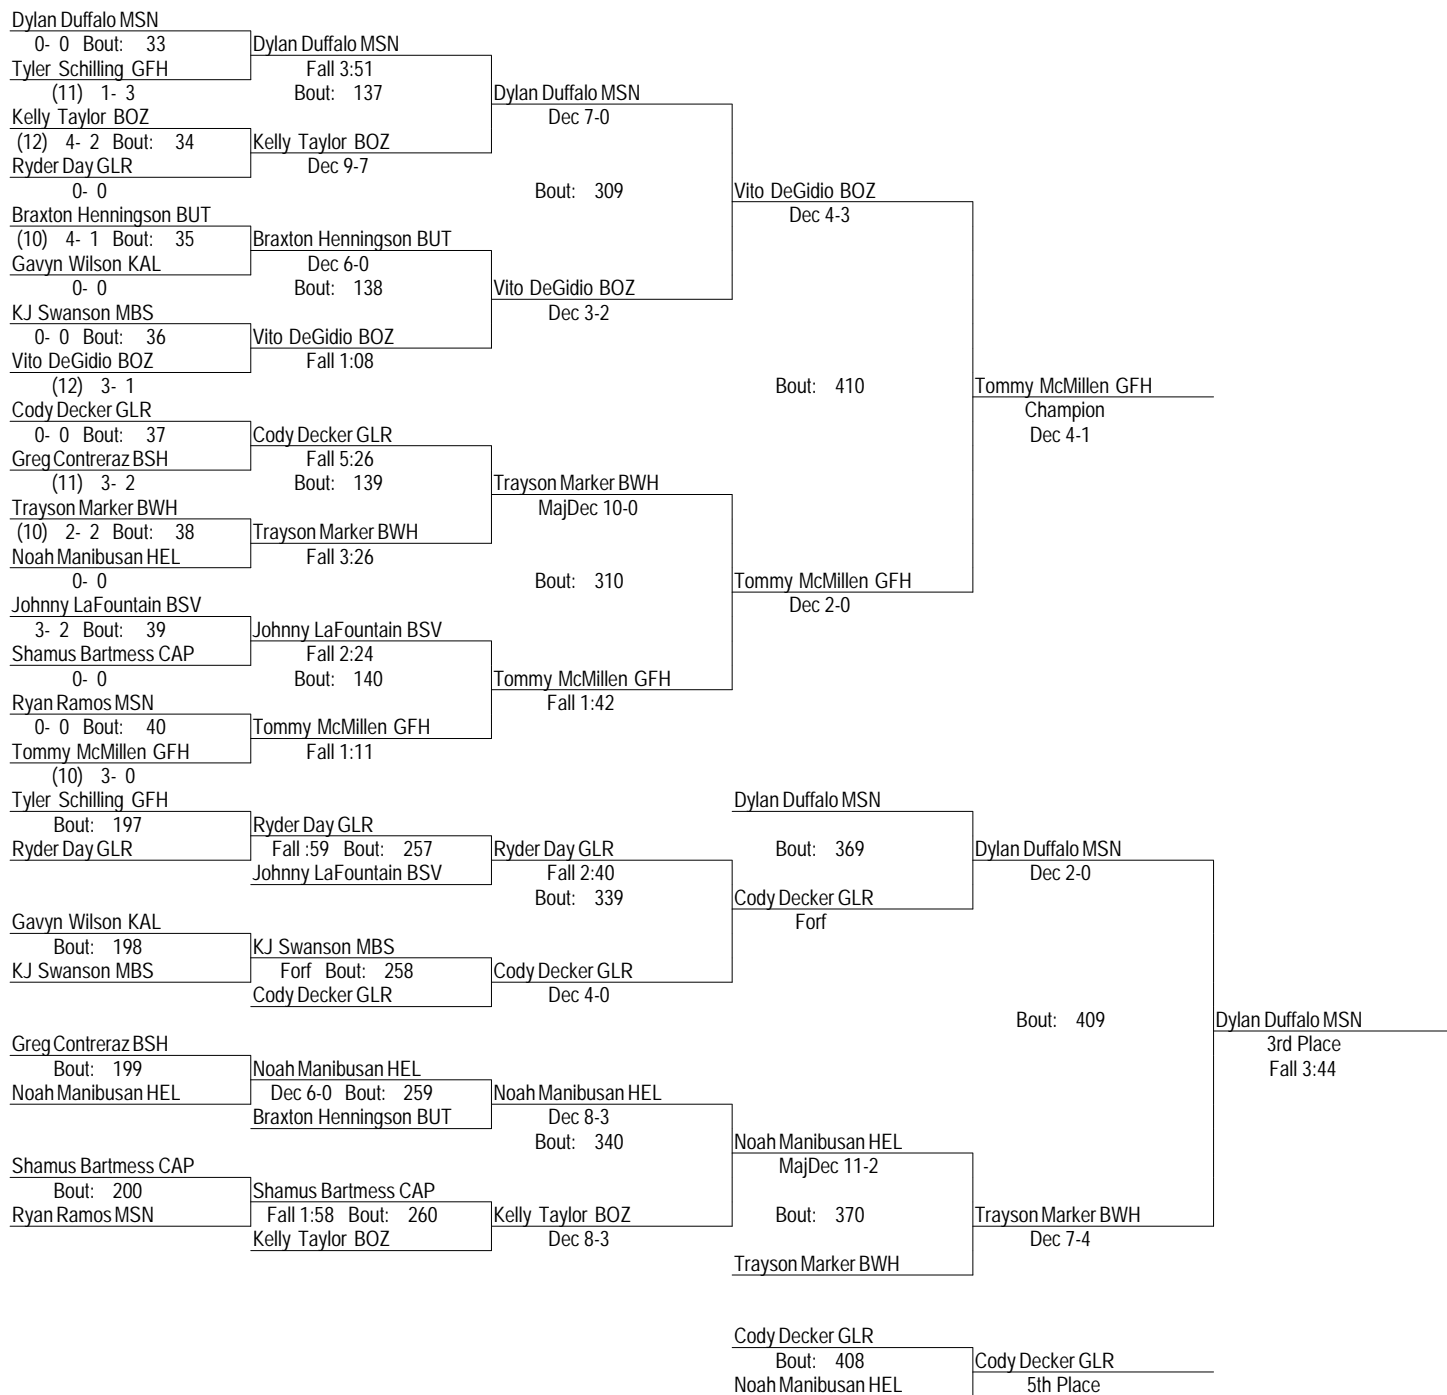 Dylan Duffalo MSN
0- 0 Bout: 33
Dylan Duffalo MSN
Tyler Schilling GFH
Fall 3:51
(11) 1- 3
Bout: 137
Dylan Duffalo MSN
Kelly Taylor BOZ
Dec 7-0
(12) 4- 2 Bout: 34
Kelly Taylor BOZ
Ryder Day GLR
Dec 9-7
0- 0
Bout: 309
Vito DeGidio BOZ
Braxton Henningson BUT
Dec 4-3
(10) 4- 1 Bout: 35
Braxton Henningson BUT
Gavyn Wilson KAL
Dec 6-0
0- 0
Bout: 138
Vito DeGidio BOZ
KJ Swanson MBS
Dec 3-2
0- 0 Bout: 36
Vito DeGidio BOZ
Vito DeGidio BOZ
Fall 1:08
(12) 3- 1
Bout: 410
Tommy McMillen GFH
Cody Decker GLR
Champion
0- 0 Bout: 37
Cody Decker GLR
Dec 4-1
Greg Contreraz BSH
Fall 5:26
(11) 3- 2
Bout: 139
Trayson Marker BWH
Trayson Marker BWH
MajDec 10-0
(10) 2- 2 Bout: 38
Trayson Marker BWH
Noah Manibusan HEL
Fall 3:26
0- 0
Bout: 310
Tommy McMillen GFH
Johnny LaFountain BSV
Dec 2-0
3- 2 Bout: 39
Johnny LaFountain BSV
Shamus Bartmess CAP
Fall 2:24
0- 0
Bout: 140
Tommy McMillen GFH
Ryan Ramos MSN
Fall 1:42
0- 0 Bout: 40
Tommy McMillen GFH
Tommy McMillen GFH
Fall 1:11
(10) 3- 0
Tyler Schilling GFH
Dylan Duffalo MSN
Bout: 197
Ryder Day GLR
Ryder Day GLR
Fall :59 Bout: 257
Ryder Day GLR
Bout: 369
Dylan Duffalo MSN
Johnny LaFountain BSV
Fall 2:40
Dec 2-0
Bout: 339
Cody Decker GLR
Gavyn Wilson KAL
Forf
Bout: 198
KJ Swanson MBS
KJ Swanson MBS
Forf Bout: 258
Cody Decker GLR
Cody Decker GLR
Dec 4-0
Bout: 409
Dylan Duffalo MSN
Greg Contreraz BSH
3rd Place
Bout: 199
Noah Manibusan HEL
Fall 3:44
Noah Manibusan HEL
Dec 6-0 Bout: 259
Noah Manibusan HEL
Braxton Henningson BUT
Dec 8-3
Bout: 340
Noah Manibusan HEL
Shamus Bartmess CAP
MajDec 11-2
Bout: 200
Shamus Bartmess CAP
Ryan Ramos MSN
Fall 1:58 Bout: 260
Kelly Taylor BOZ
Bout: 370
Trayson Marker BWH
Kelly Taylor BOZ
Dec 8-3
Dec 7-4
Trayson Marker BWH
Cody Decker GLR
Bout: 408
Cody Decker GLR
Noah Manibusan HEL
5th Place